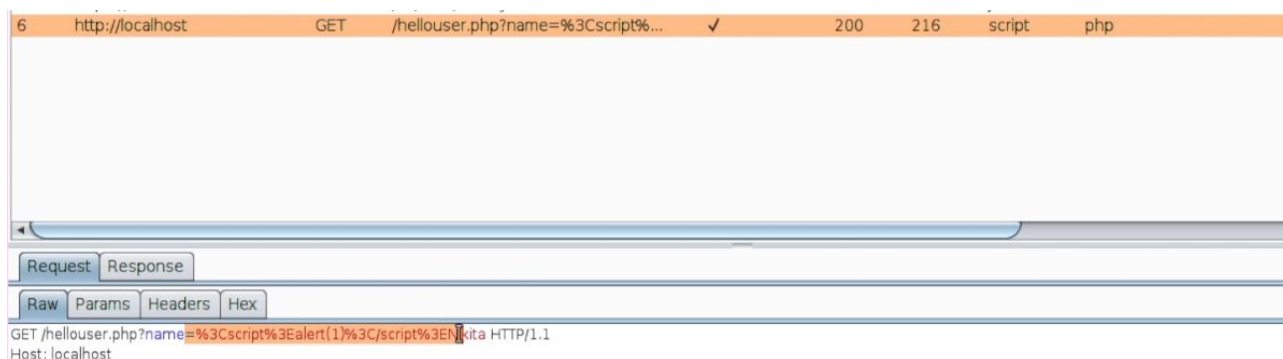 6 http://localhost GET /hellouser.php?name=%3Cscript%... ✓ 200 216 script php
Request Response
Raw Params Headers Hex
GET /hellouser.php?name=%3Cscript%3Ealert(1)%3C/script%3ENikita HTTP/1.1
Host: localhost